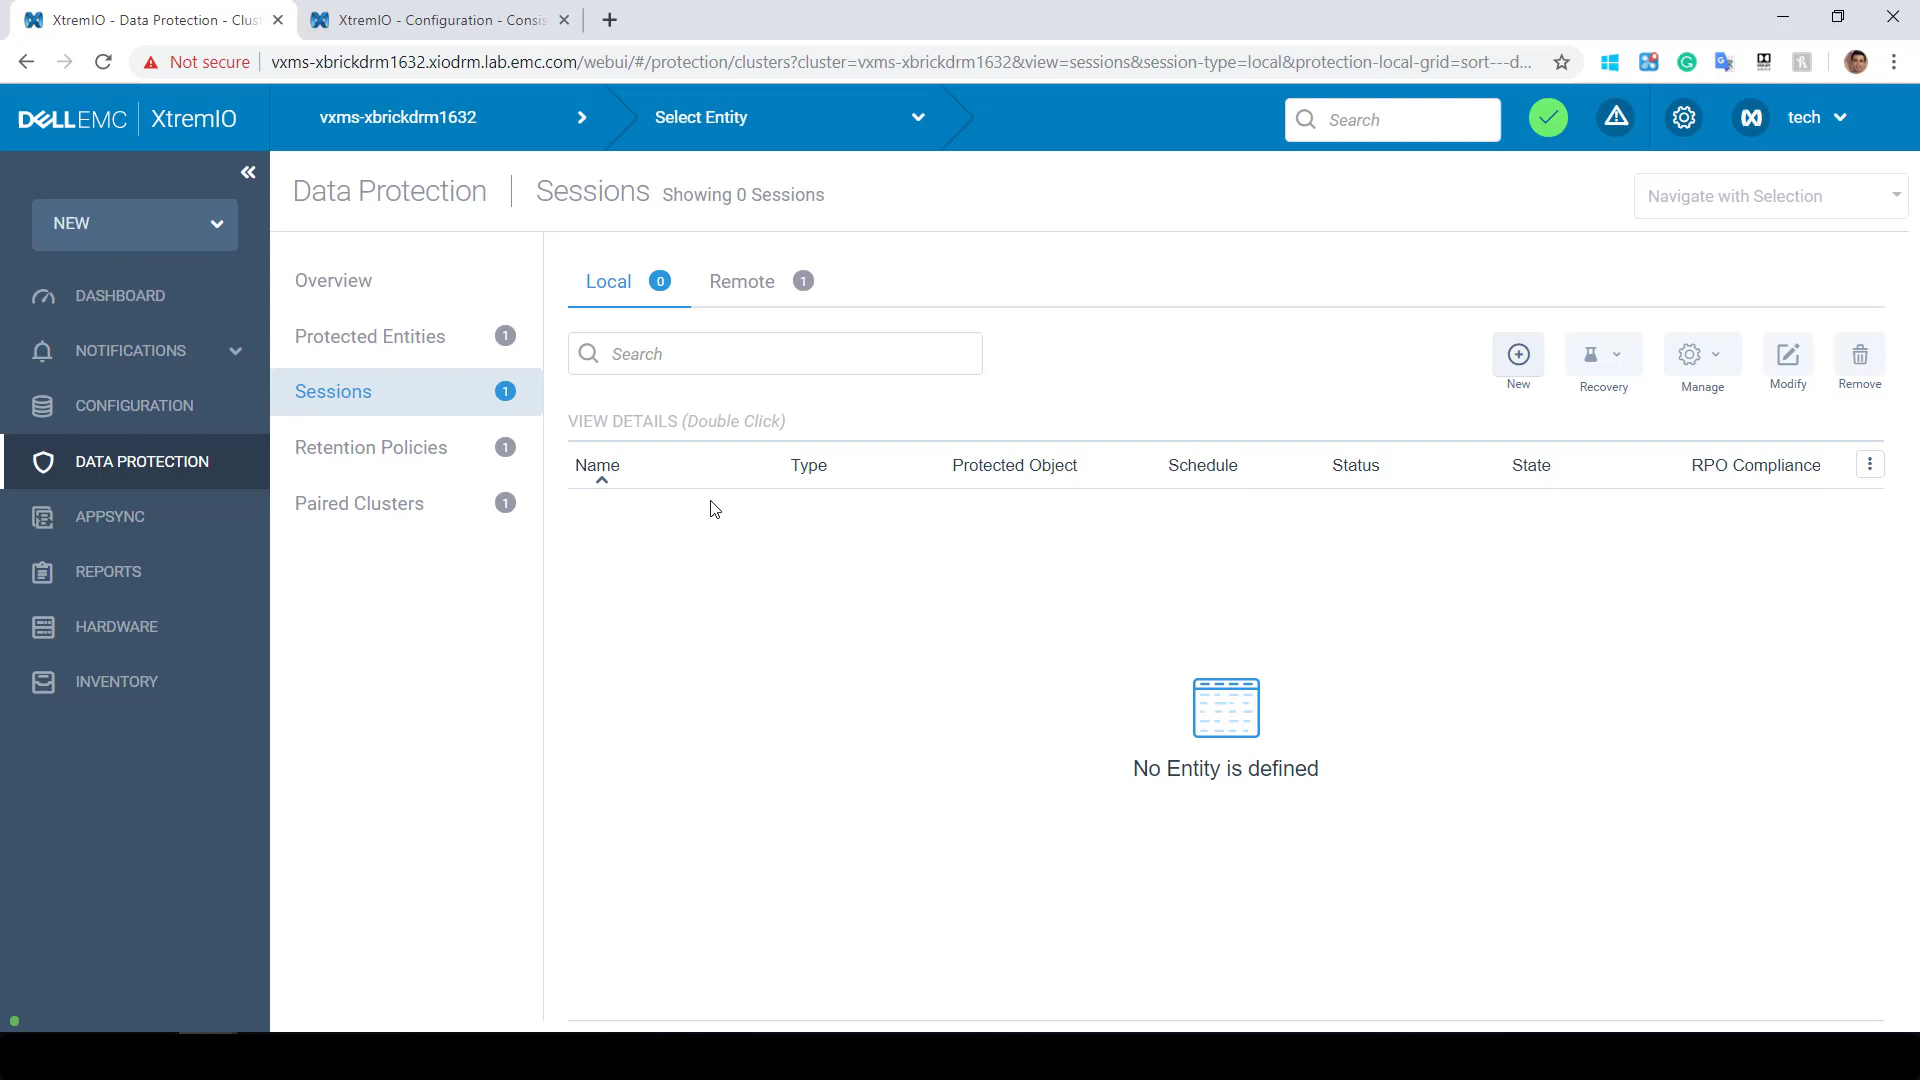 XtremIO - Data Protection - Clus
XtremIO - Configuration - Consis
Not secure
vxms-xbrickdrm1632.xiodrm.lab.emc.com/webui/#/protection/clusters?cluster=vxms-xbrickdrm1632&view=sessions&session-type=local&protection-local-grid=sort---d...
DELLEMC XtremIO
vxms-xbrickdrm1632
Select Entity
Search
tech
NEW
DASHBOARD
NOTIFICATIONS
CONFIGURATION
DATA PROTECTION
APPSYNC
REPORTS
HARDWARE
INVENTORY
Data Protection
Sessions Showing 0 Sessions
Navigate with Selection
Overview
Protected Entities 1
Sessions 1
Retention Policies 1
Paired Clusters 1
Local 0
Remote 1
Search
New
Recovery
Manage
Modify
Remove
VIEW DETAILS (Double Click)
Name Type Protected Object Schedule Status State RPO Compliance
No Entity is defined